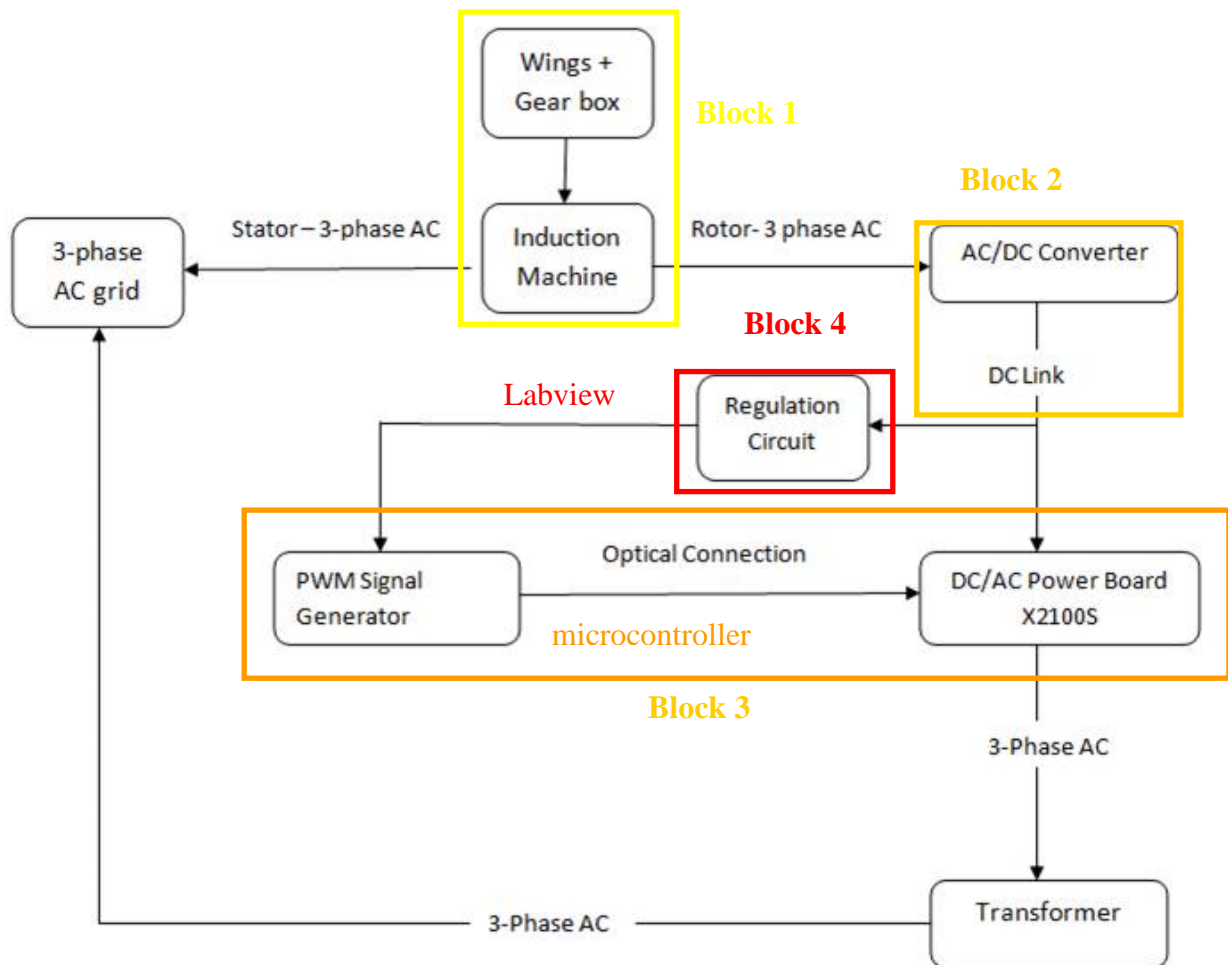 Wings +
Gear box
Block 1
Block 2
Stator – 3-phase AC
Induction
Machine
Rotor- 3 phase AC
3-phase
AC grid
AC/DC Converter
Block 4
DC Link
Labview
Regulation
Circuit
PWM Signal
Generator
Optical Connection
microcontroller
DC/AC Power Board
X2100S
Block 3
3-Phase AC
Transformer
3-Phase AC